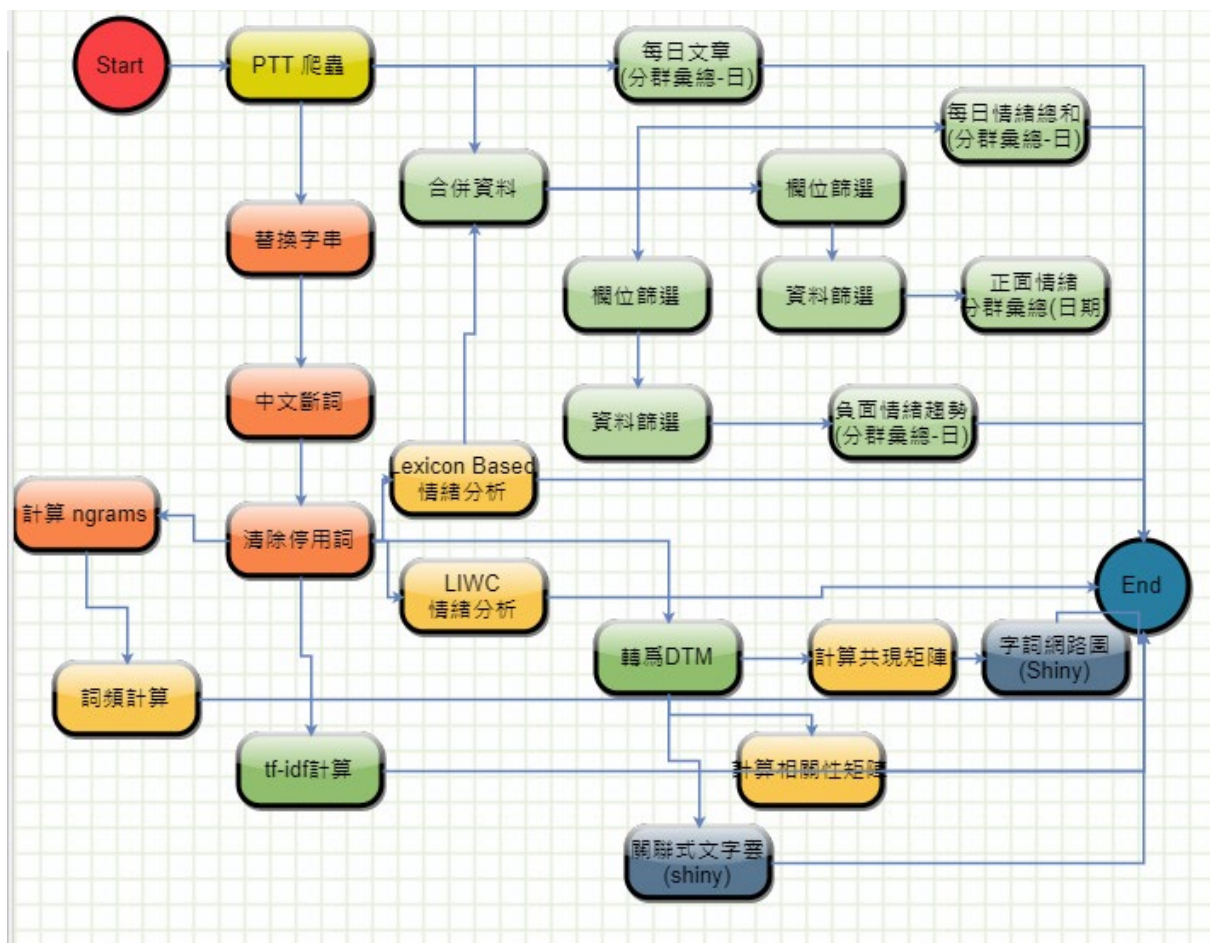 Start
PTT 爬蟲
每日文章
(分群彙總-日)
每日情緒總和
(分群彙總-日)
合併資料
欄位篩選
替換字串
欄位篩選
資料篩選
正面情緒
分群彙總(日期)
中文斷詞
資料篩選
負面情緒趨勢
(分群彙總-日)
Lexicon Based
情緒分析
計算 ngrams
清除停用詞
LIWC
情緒分析
End
轉為DTM
計算共現矩陣
字詞網路圖
(Shiny)
詞頻計算
tf-idf計算
計算相關性矩陣
關聯式文字雲
(shiny)